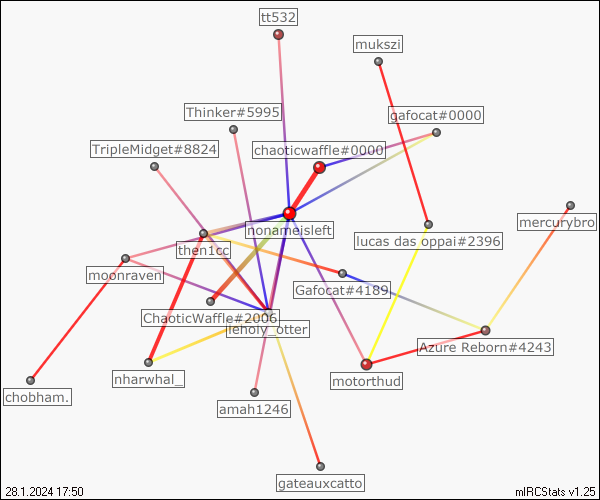 tt532
mukszi
Thinker#5995
gafocat#0000
TripleMidget#8824
chaoticwaffle#0000
mercurybro
nonameisleft
lucas das oppai#2396
then1cc
moonraven
Gafocat#4189
ChaoticWaffle#2006
leholy_otter
Azure Reborn#4243
nharwhal_
motorthud
chobham.
amah1246
gateauxcatto
28.1.2024 17:50
mIRCStats v1.25